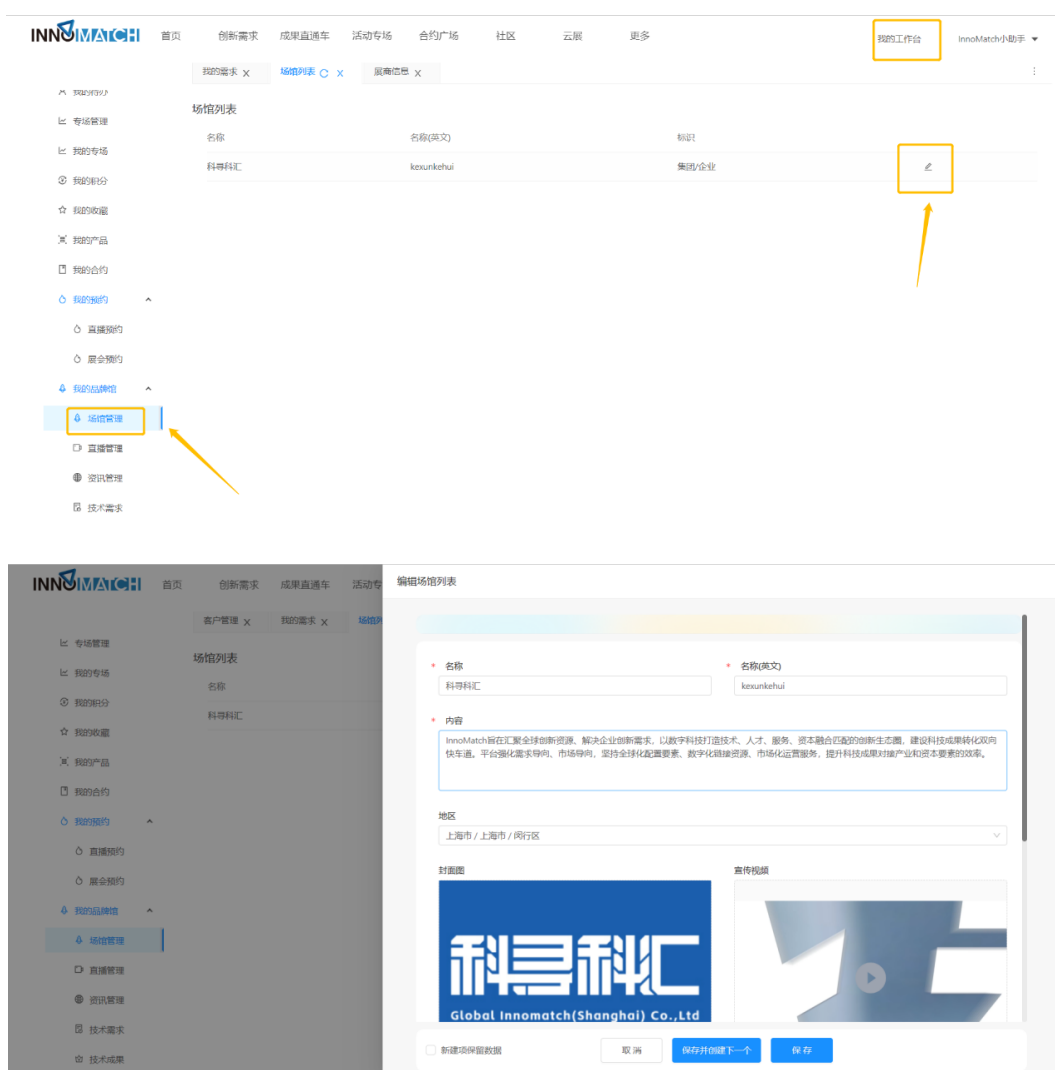 INNOMATCH 首页 创新需求 成果直通车 活动专场 合约广场 社区 云展 更多 我的工作台 InnoMatch小助手
我的需求 X 场馆列表 X 展商信息 X
我的待办
专场管理
我的专场
我的积分
我的收藏
我的产品
我的合约
我的预约
直播预约
展会预约
我的品牌馆
场馆管理
直播管理
资讯管理
技术需求
场馆列表
名称 名称(英文) 标识
科寻科汇 kexunkehui 集团/企业
INNOMATCH 首页 创新需求 成果直通车 活动专
客户管理 X 我的需求 X 场馆列
专场管理
我的专场
我的积分
我的收藏
我的产品
我的合约
我的预约
直播预约
展会预约
我的品牌馆
场馆管理
直播管理
资讯管理
技术需求
技术成果
场馆列表
名称
科寻科汇
编辑场馆列表
* 名称 * 名称(英文)
科寻科汇 kexunkehui
* 内容
InnoMatch旨在汇聚全球创新资源、解决企业创新需求，以数字科技打造技术、人才、服务、资本融合匹配的创新生态圈，建设科技成果转化双向
快车道。平台强化需求导向、市场导向，坚持全球化配置要素、数字化链接资源、市场化运营服务，提升科技成果对接产业和资本要素的效率。
地区
上海市 / 上海市 / 闵行区
封面图 宣传视频
科寻科汇
Global Innomatch(Shanghai) Co.,Ltd
新建项保留数据 取消 保存并创建下一个 保存